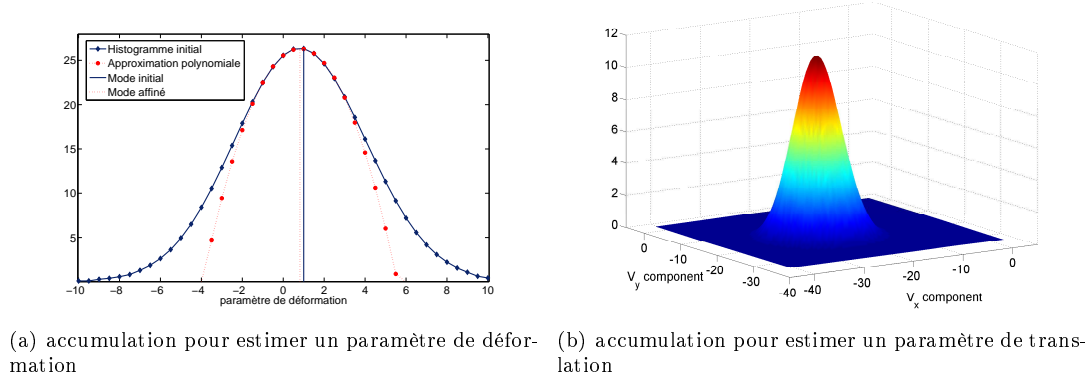 Histogramme initial
Approximation polynomiale
Mode initial
Mode affiné
25
20
15
10
5
−10 −8 −6 −4 −2 0 2 4 6 8 10
paramètre de déformation
12
10
8
6
4
2
0
0 -10 -20 -30 -40
-40 -30 -20 -10 0
V_y component
V_x component
(a) accumulation pour estimer un paramètre de défor-
mation
(b) accumulation pour estimer un paramètre de trans-
lation